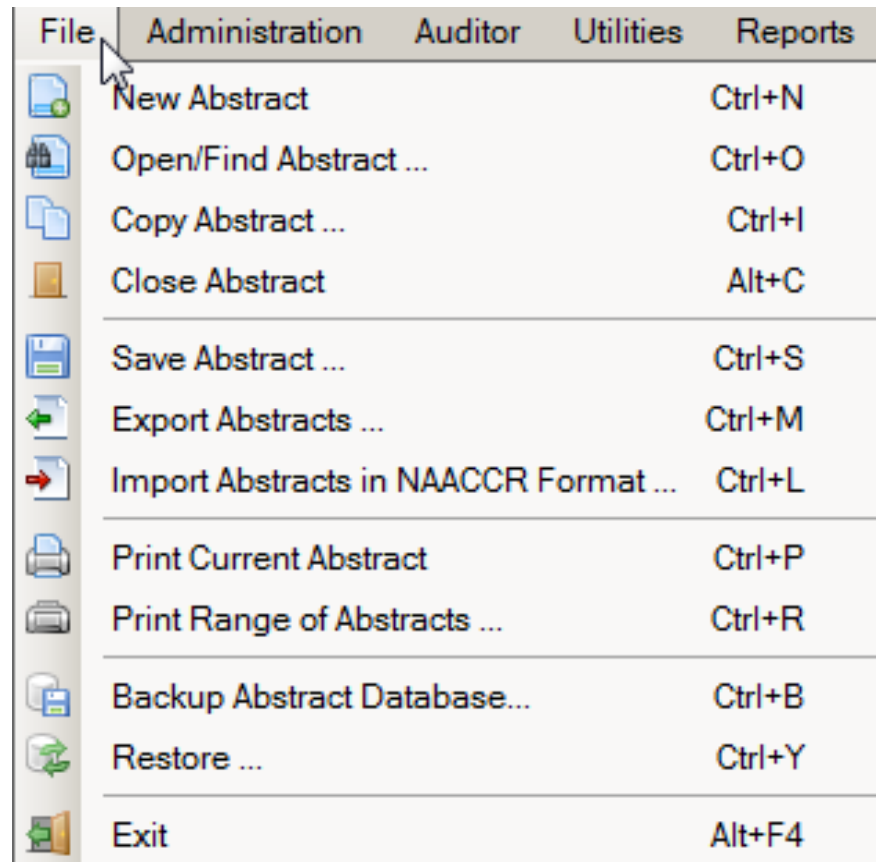 File Administration Auditor Utilities Reports
New Abstract Ctrl+N
Open/Find Abstract ... Ctrl+O
Copy Abstract ... Ctrl+I
Close Abstract Alt+C
Save Abstract ... Ctrl+S
Export Abstracts ... Ctrl+M
Import Abstracts in NAACCR Format ... Ctrl+L
Print Current Abstract Ctrl+P
Print Range of Abstracts ... Ctrl+R
Backup Abstract Database... Ctrl+B
Restore ... Ctrl+Y
Exit Alt+F4